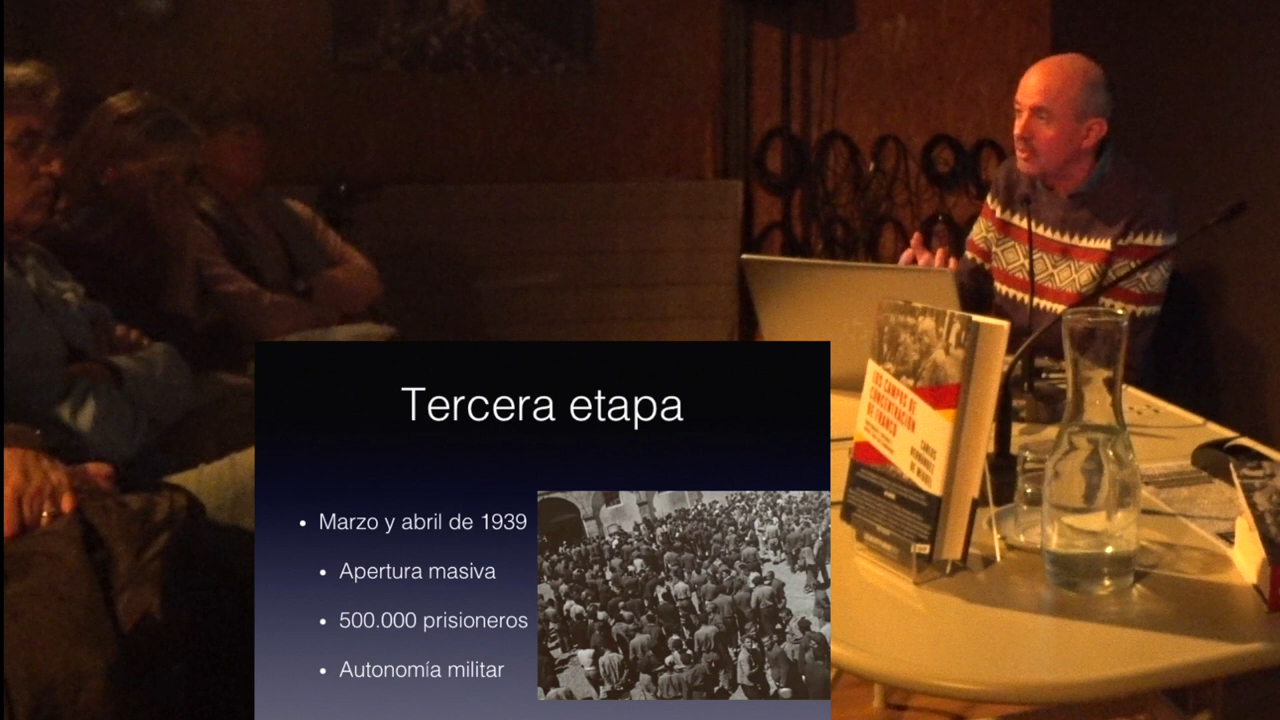 Tercera etapa
• Marzo y abril de 1939
• Apertura masiva
• 500.000 prisioneros
• Autonomía militar
LOS CAMPOS DE
CONCENTRACIÓN
DE FRANCO
CARLOS
HERNÁNDEZ
DE MIGUEL